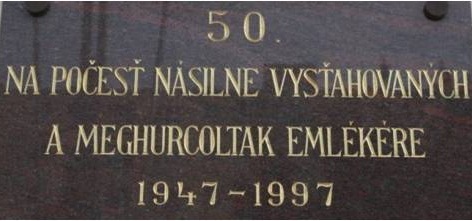 50.
NA POČESŤ NÁSILNE VYSŤAHOVANÝCH
A MEGHURCOLTAK EMLÉKÉRE
1947-1997